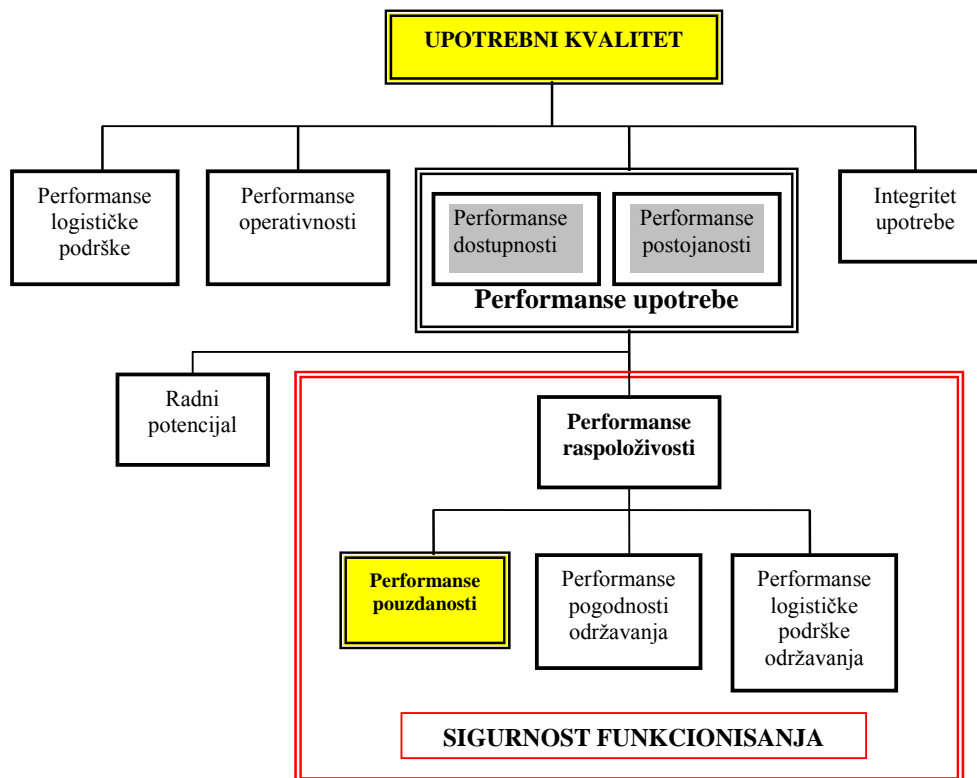 UPOTREBNI KVALITET
Performanse
logističke
podrške
Performanse
operativnosti
Performanse
dostupnosti
Performanse
postojanosti
Performanse upotrebe
Integritet
upotrebe
Radni
potencijal
Performanse
raspoloživosti
Performanse
pouzdanosti
Performanse
pogodnosti
održavanja
Performanse
logističke
podrške
održavanja
SIGURNOST FUNKCIONISANJA